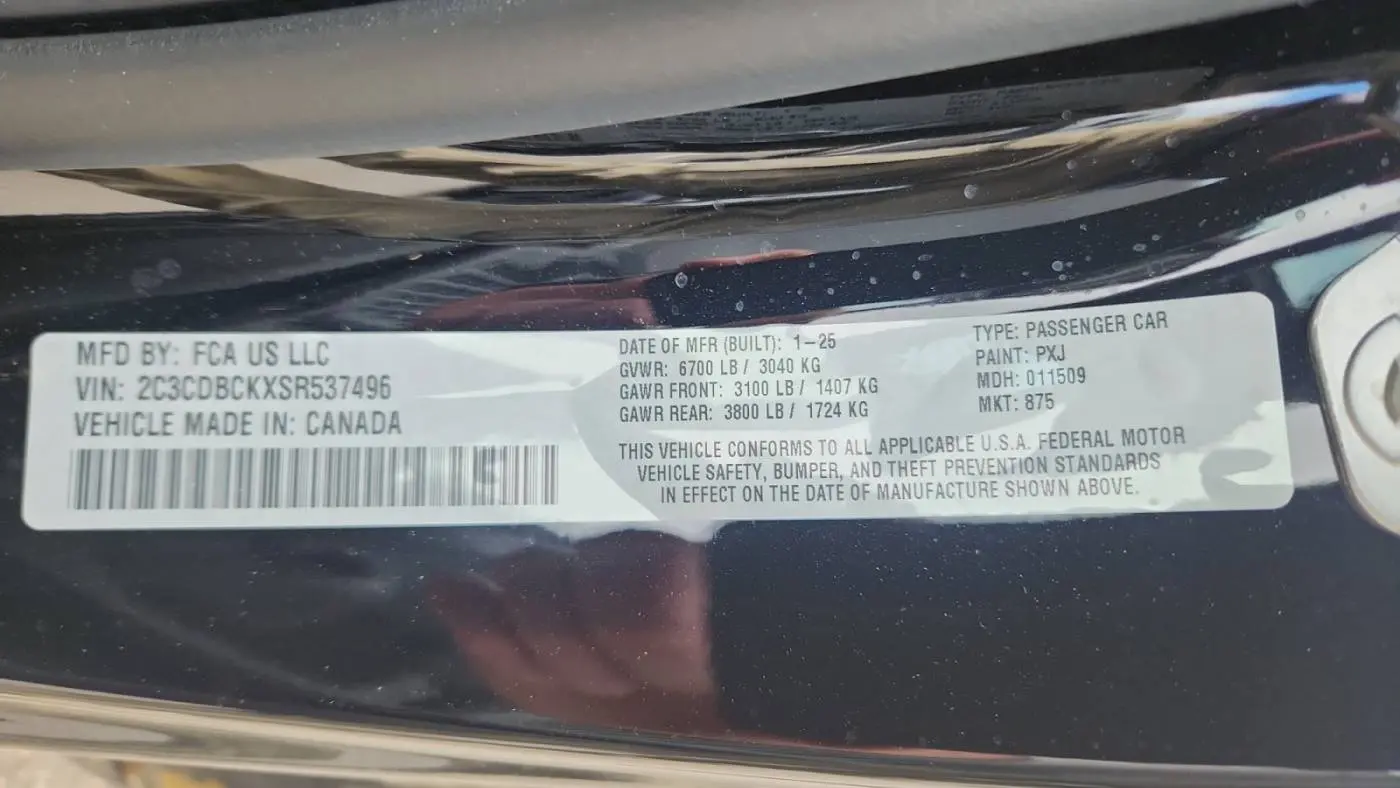 MFD BY: FCA US LLC
VIN: 2C3CDBCKXSR537496
VEHICLE MADE IN: CANADA
DATE OF MFR (BUILT): 1-25
GVWR: 6700 LB / 3040 KG
GAWR FRONT: 3100 LB / 1407 KG
GAWR REAR: 3800 LB / 1724 KG
TYPE: PASSENGER CAR
PAINT: PXJ
MDH: 011509
MKT: 875
THIS VEHICLE CONFORMS TO ALL APPLICABLE U.S.A. FEDERAL MOTOR
VEHICLE SAFETY, BUMPER, AND THEFT PREVENTION STANDARDS
IN EFFECT ON THE DATE OF MANUFACTURE SHOWN ABOVE.